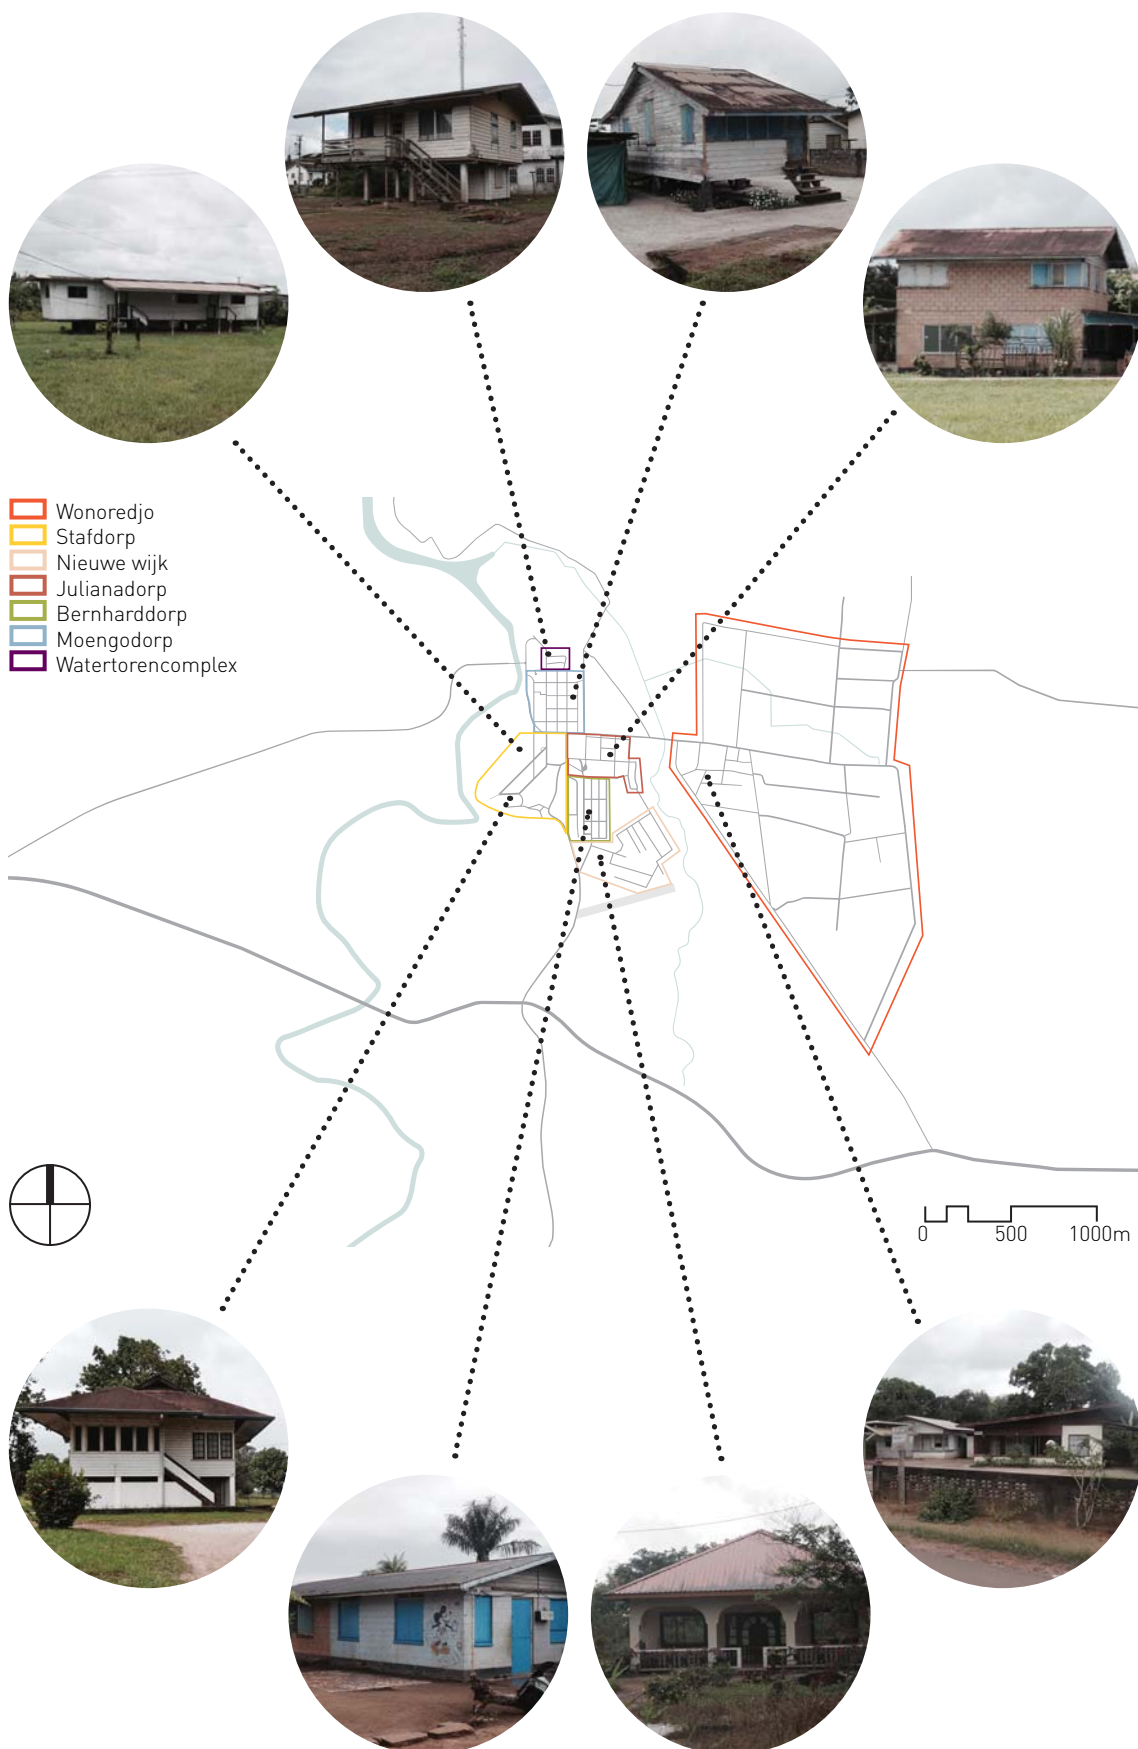 Wonoredjo
Stafdorp
Nieuwe wijk
Julianadorp
Bernharddorp
Moengodorp
Watertorencomplex
0 500 1000m